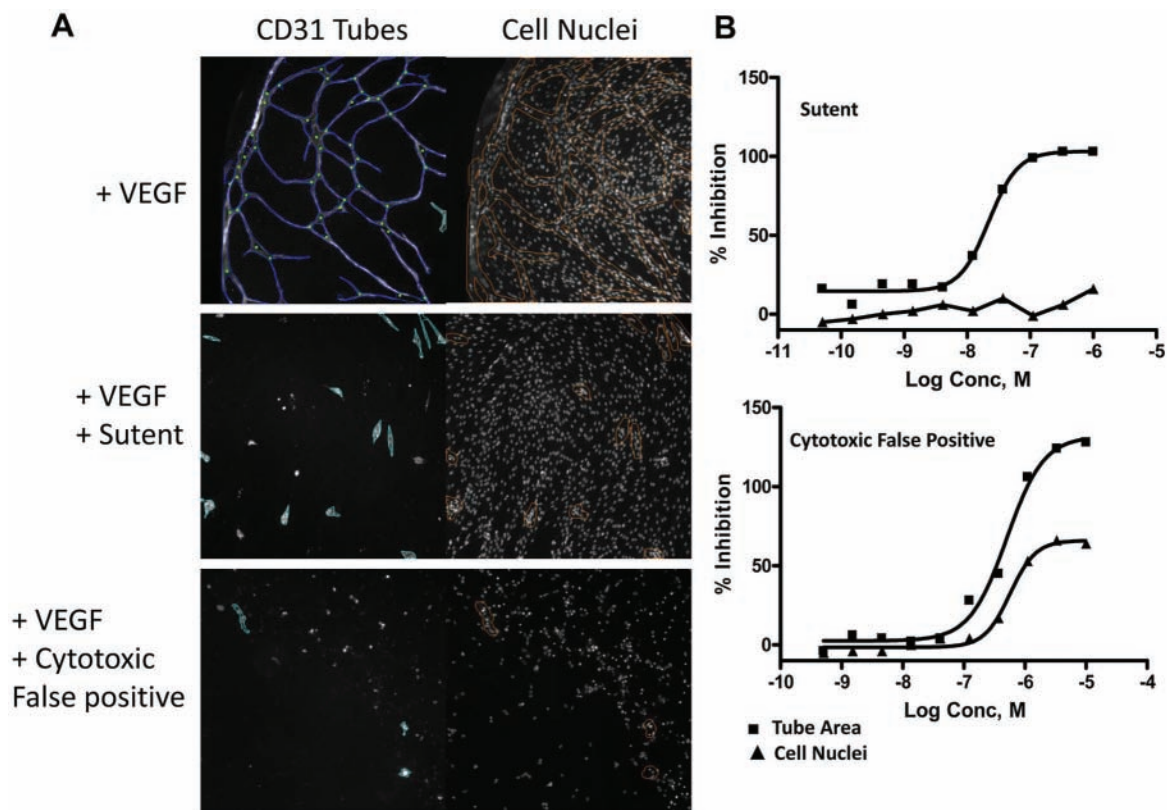 A
CD31 Tubes
Cell Nuclei
+ VEGF
+ VEGF
+ Sutent
+ VEGF
+ Cytotoxic
False positive
B
Sutent
% Inhibition
150
100
50
0
-11 -10 -9 -8 -7 -6 -5
Log Conc, M
Cytotoxic False Positive
% Inhibition
150
100
50
0
-10 -9 -8 -7 -6 -5 -4
Log Conc, M
Tube Area
Cell Nuclei